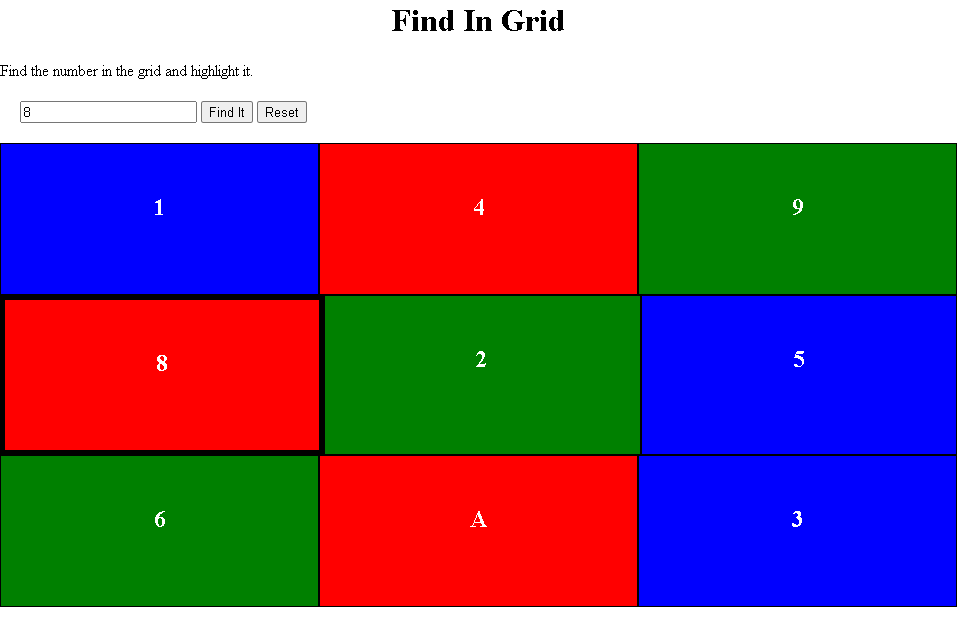 Find In Grid
Find the number in the grid and highlight it.
8 Find It Reset
1 4 9
8 2 5
6 A 3